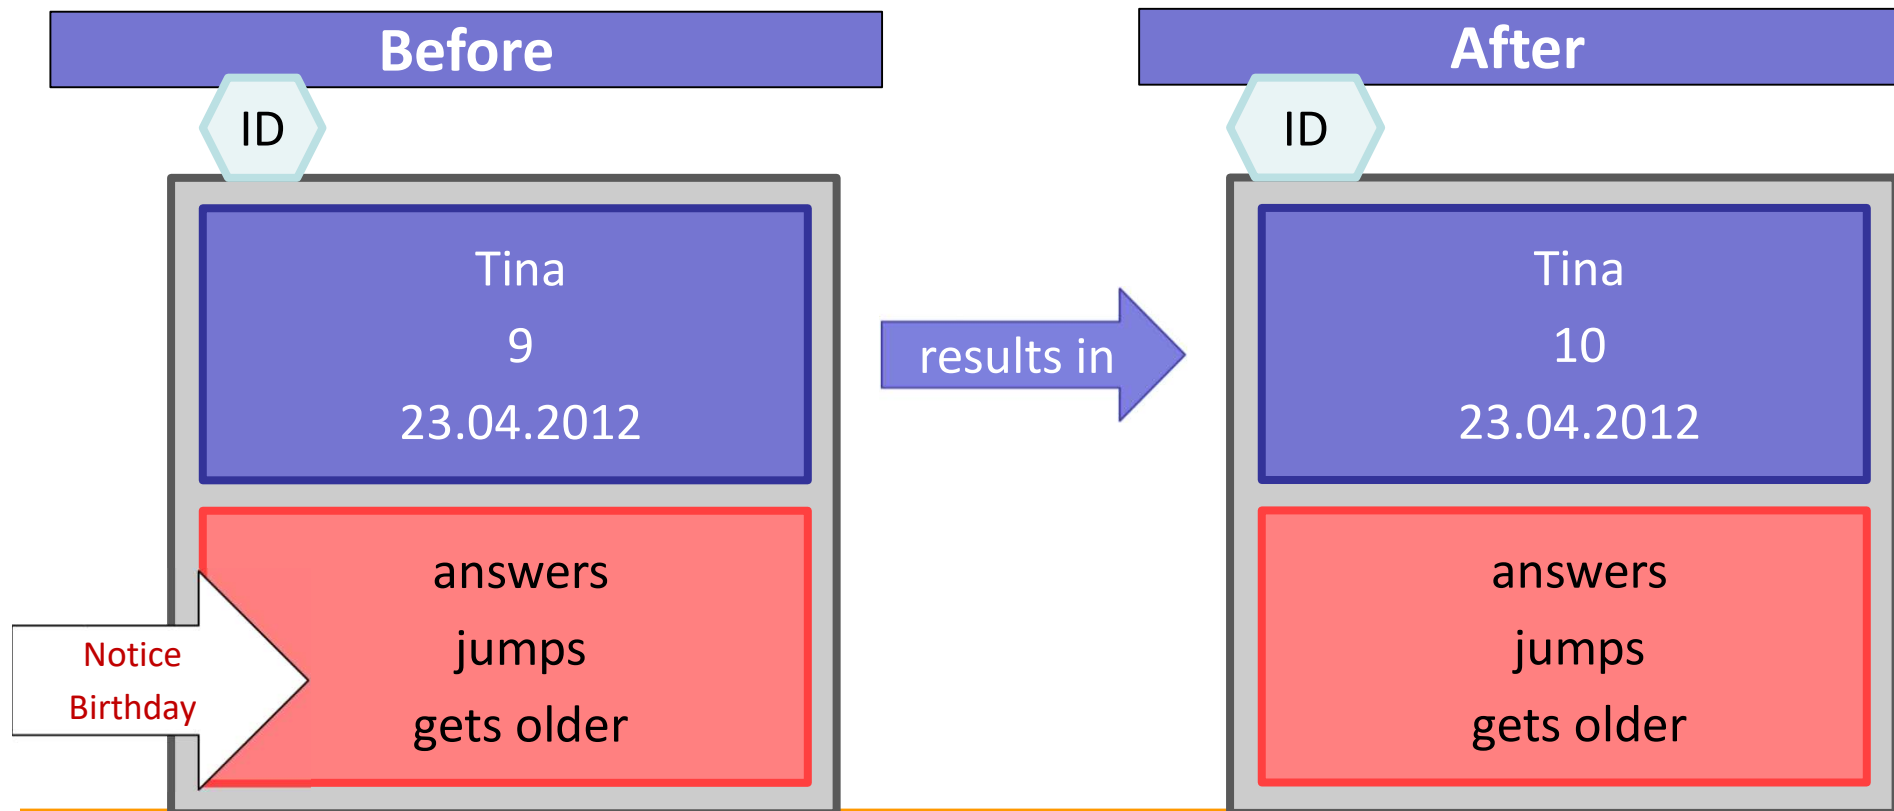 Before
ID
Tina
9
23.04.2012
answers
jumps
gets older
Notice
Birthday
results in
After
ID
Tina
10
23.04.2012
answers
jumps
gets older